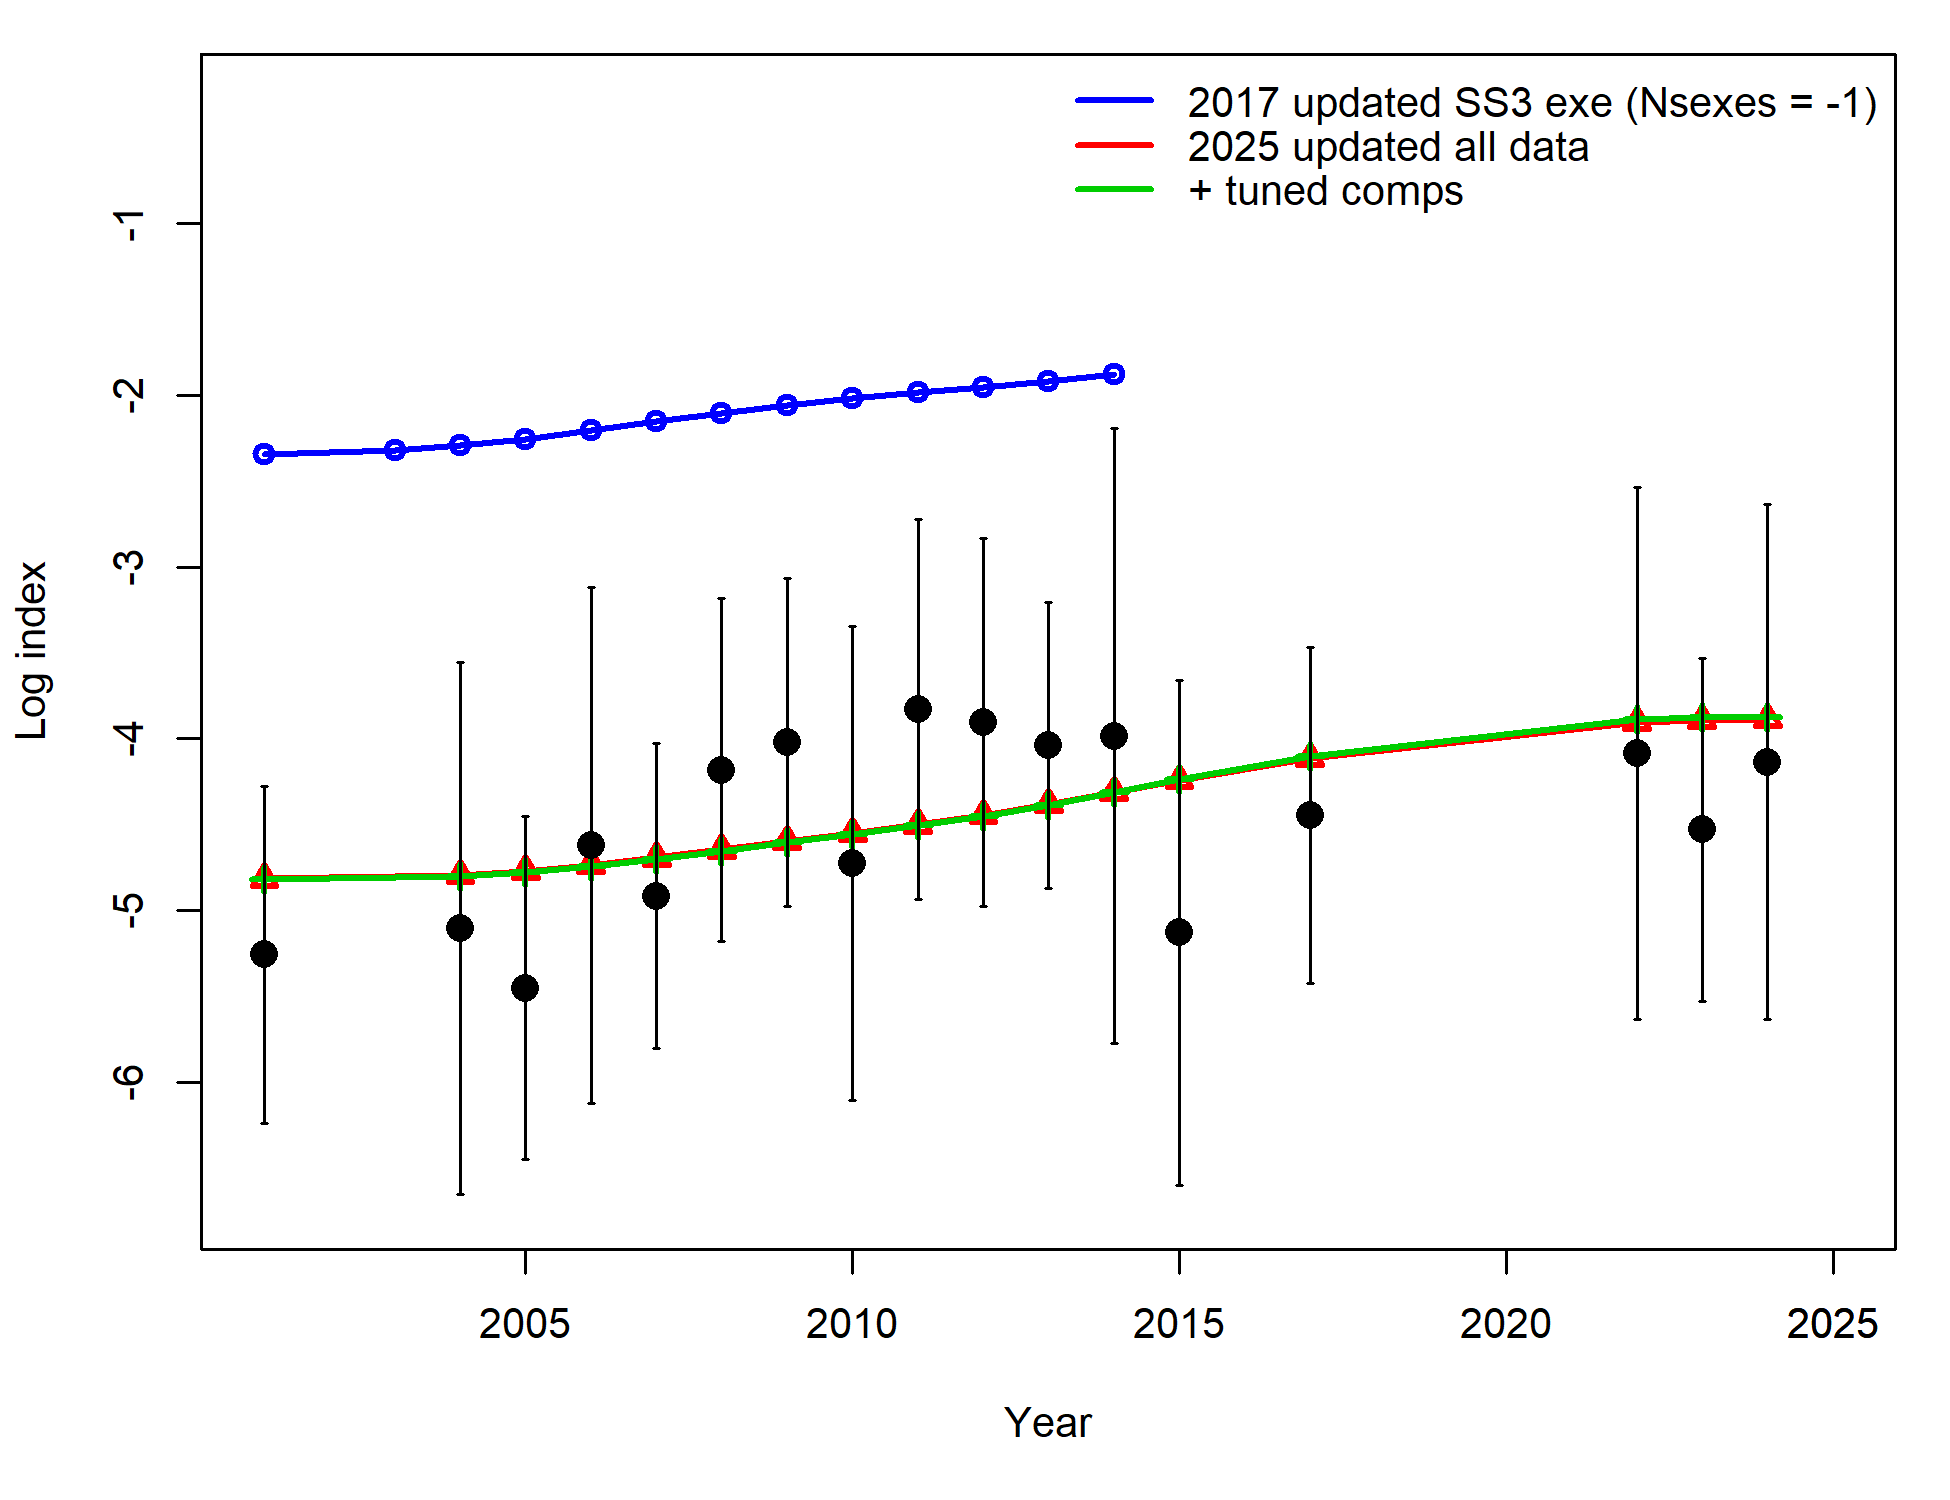 2017 updated SS3 exe (Nsexes = -1)
2025 updated all data
+ tuned comps
Log index
-1
-2
-3
-4
-5
-6
2005
2010
2015
2020
2025
Year